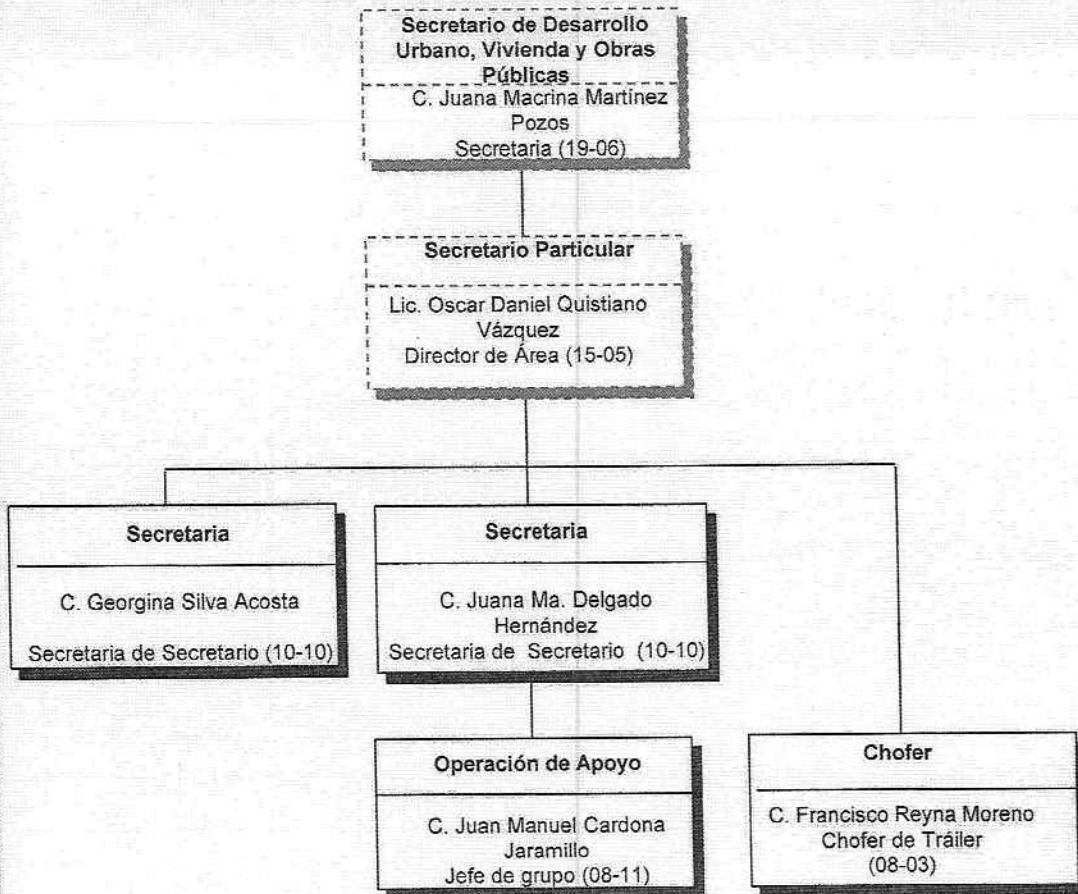 Secretario de Desarrollo
Urbano, Vivienda y Obras
Públicas
C. Juana Macrina Martínez
Pozos
Secretaria (19-06)
Secretario Particular
Lic. Oscar Daniel Quistiano
Vázquez
Director de Área (15-05)
Secretaria
C. Georgina Silva Acosta
Secretaria de Secretario (10-10)
Secretaria
C. Juana Ma. Delgado
Hernández
Secretaria de Secretario (10-10)
Operación de Apoyo
C. Juan Manuel Cardona
Jaramillo
Jefe de grupo (08-11)
Chofer
C. Francisco Reyna Moreno
Chofer de Tráiler
(08-03)